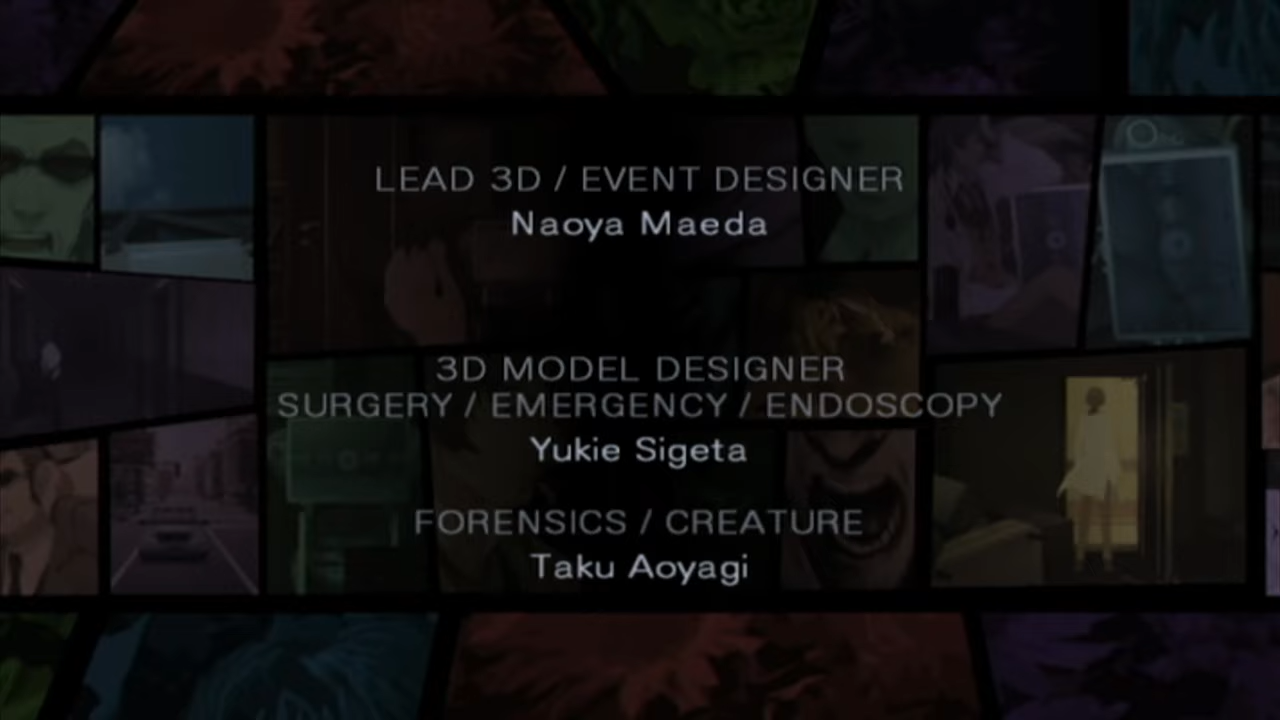 LEAD 3D / EVENT DESIGNER
Naoya Maeda
3D MODEL DESIGNER
SURGERY / EMERGENCY / ENDOSCOPY
Yukie Sigeta
FORENSICS / CREATURE
Taku Aoyagi